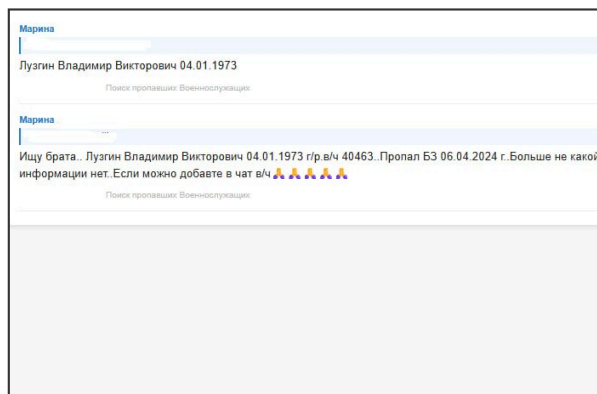 Марина
Лузгин Владимир Викторович 04.01.1973
Поиск пропавших Военнослужащих
Марина
Ищу брата.. Лузгин Владимир Викторович 04.01.1973 г/р.в/ч 40463..Пропал БЗ 06.04.2024 г..Больше не какой
информации нет..Если можно добавте в чат в/ч🙏🙏🙏🙏🙏
Поиск пропавших Военнослужащих